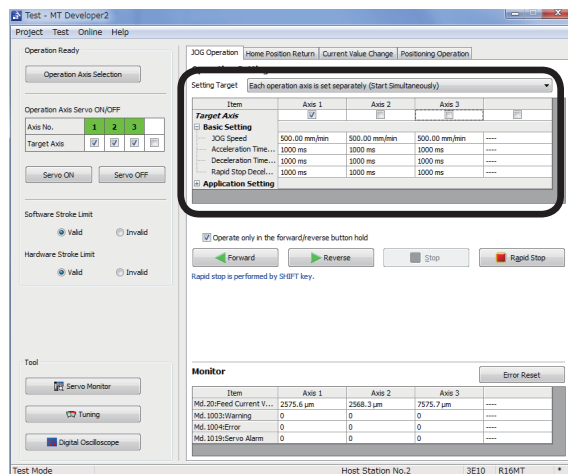 Test - MT Developer2
Project Test Online Help
Operation Ready
Operation Axis Selection
Operation Axis Servo ON/OFF
Axis No. 1 2 3
Target Axis
Servo ON Servo OFF
Software Stroke Limit
Valid Invalid
Hardware Stroke Limit
Valid Invalid
Tool
Servo Monitor
Tuning
Digital Oscilloscope
JOG Operation Home Position Return Current Value Change Positioning Operation
Setting Target Each operation axis is set separately (Start Simultaneously)
Item Axis 1 Axis 2 Axis 3
Target Axis
Basic Setting
JOG Speed 500.00 mm/min 500.00 mm/min 500.00 mm/min ----
Acceleration Time... 1000 ms 1000 ms 1000 ms ----
Deceleration Time... 1000 ms 1000 ms 1000 ms ----
Rapid Stop Decel... 1000 ms 1000 ms 1000 ms ----
Application Setting
Operate only in the forward/reverse button hold
Forward Reverse Stop Rapid Stop
Rapid stop is performed by SHIFT key.
Monitor
Error Reset
Item Axis 1 Axis 2 Axis 3
Md.20:Feed Current V... 2575.6 µm 2568.3 µm 7575.7 µm ----
Md.1003:Warning 0 0 0 ----
Md.1004:Error 0 0 0 ----
Md.1019:Servo Alarm 0 0 0 ----
Test Mode Host Station No.2 3E10 R16MT *